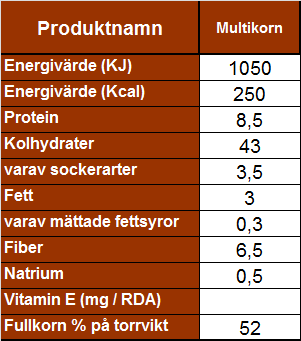 Produktnamn Multikorn
Energivärde (KJ) 1050
Energivärde (Kcal) 250
Protein 8,5
Kolhydrater 43
varav sockerarter 3,5
Fett 3
varav mättade fettsyror 0,3
Fiber 6,5
Natrium 0,5
Vitamin E (mg / RDA)
Fullkorn % på torrvikt 52